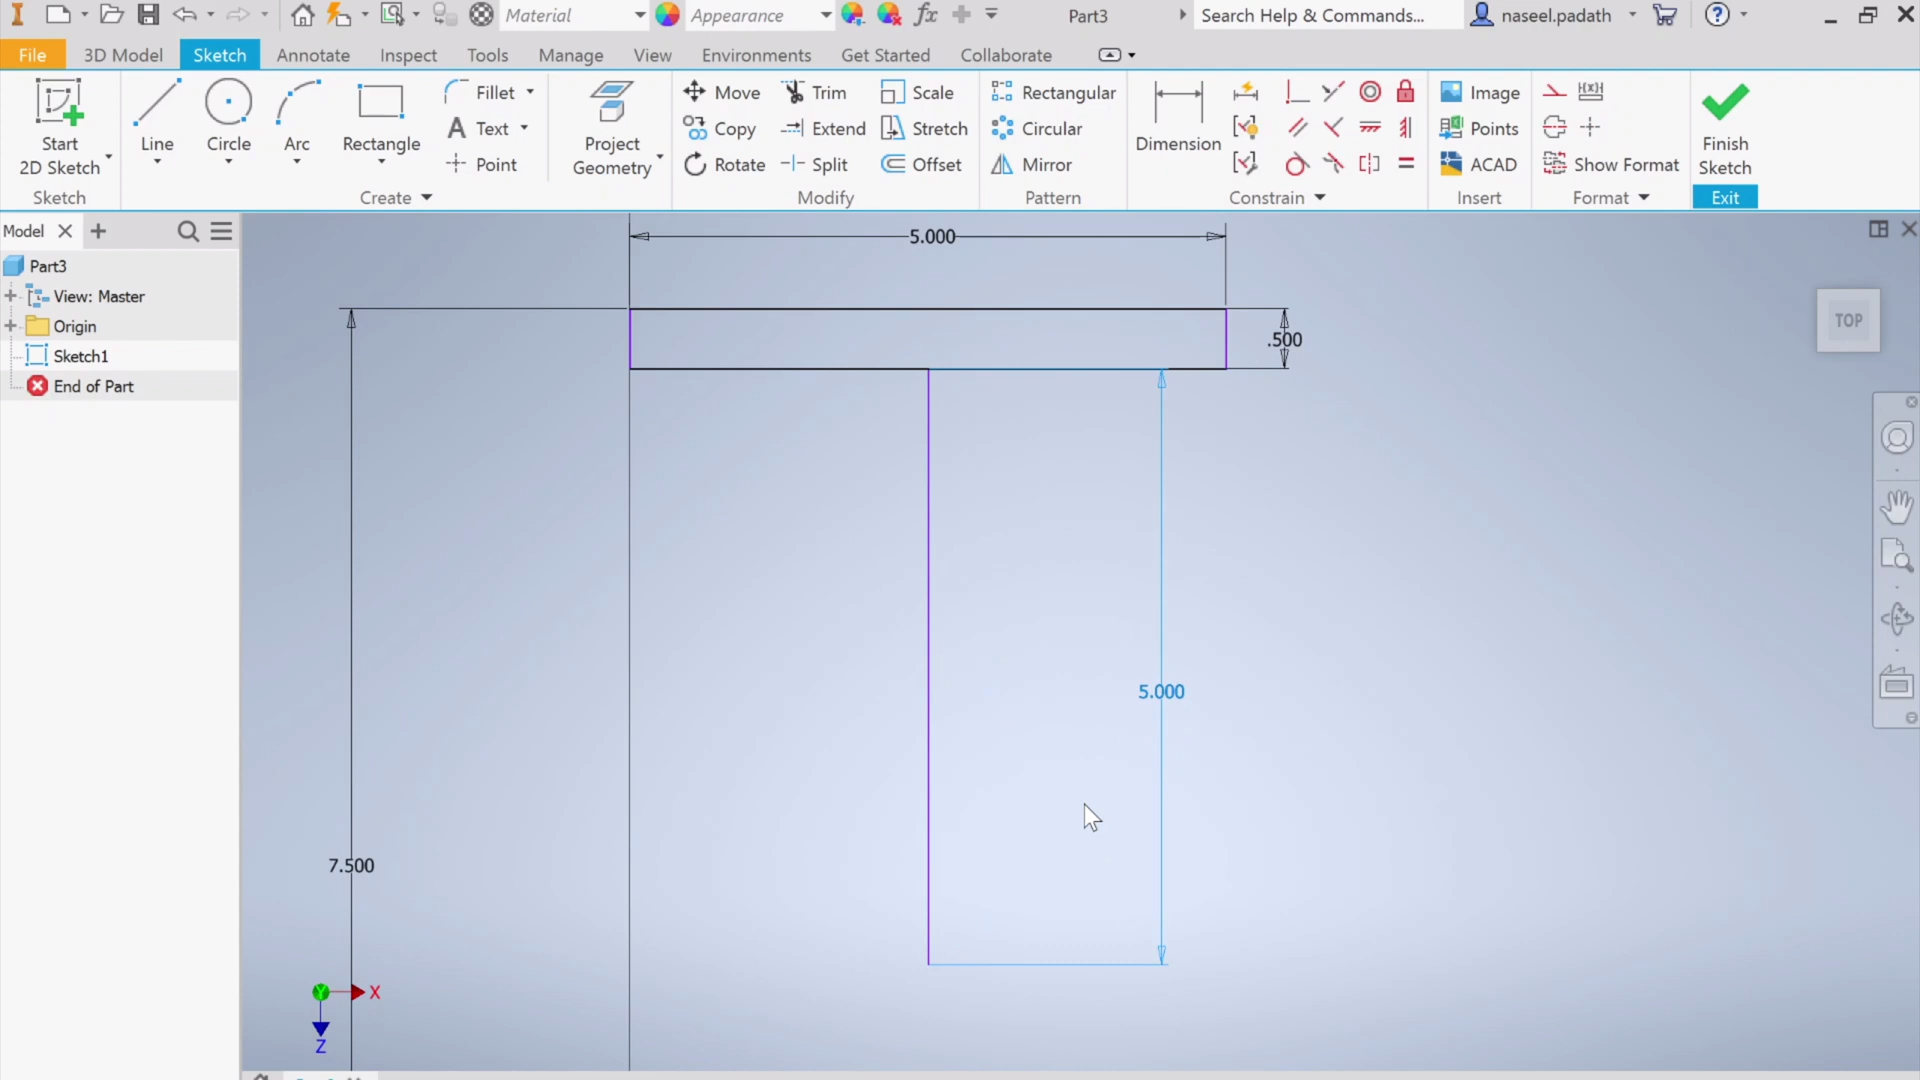 Material
Appearance
fx
Part3
Search Help & Commands...
naseel.padath
File
3D Model
Sketch
Annotate
Inspect
Tools
Manage
View
Environments
Get Started
Collaborate
Start
2D Sketch
Line
Circle
Arc
Rectangle
Fillet
Text
Point
Project
Geometry
Move
Copy
Rotate
Trim
Extend
Split
Scale
Stretch
Offset
Rectangular
Circular
Mirror
Dimension
Image
Points
ACAD
Show Format
Finish
Sketch
Sketch
Create
Modify
Pattern
Constrain
Insert
Format
Exit
Model
Part3
View: Master
Origin
Sketch1
End of Part
5.000
.500
5.000
7.500
TOP
X
Y
Z